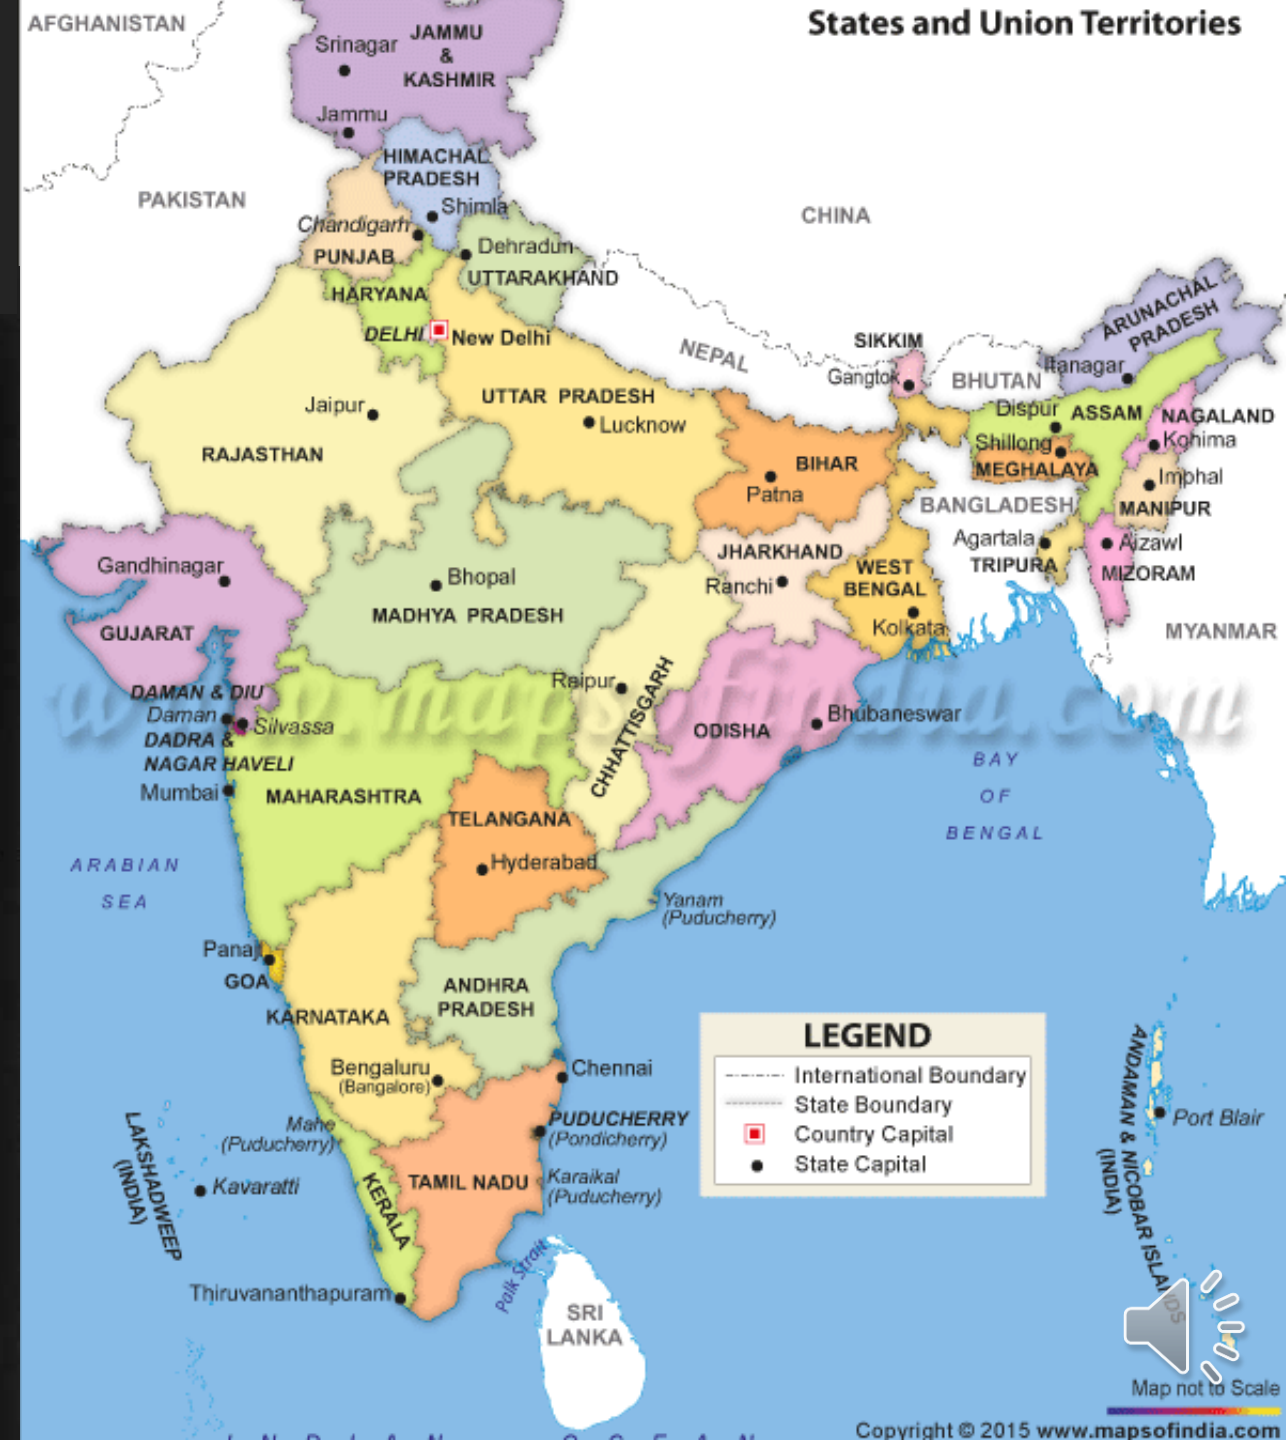 States and Union Territories
AFGHANISTAN
JAMMU
&
KASHMIR
Srinagar
Jammu
HIMACHAL
PRADESH
PAKISTAN
CHINA
Shimla
Chandigarh
PUNJAB
Dehradun
UTTARAKHAND
HARYANA
DELHI
New Delhi
NEPAL
SIKKIM
Gangtok
BHUTAN
ARUNACHAL
PRADESH
Itanagar
UTTAR PRADESH
Lucknow
Jaipur
RAJASTHAN
Dispur
ASSAM
NAGALAND
Kohima
Shillong
MEGHALAYA
Imphal
MANIPUR
BIHAR
Patna
BANGLADESH
Agartala
TRIPURA
Aizawl
MIZORAM
MYANMAR
JHARKHAND
Ranchi
WEST
BENGAL
Kolkata
Gandhinagar
GUJARAT
Bhopal
MADHYA PRADESH
www.mapsofindia.com
DAMAN & DIU
Daman
Silvassa
DADRA &
NAGAR HAVELI
Mumbai
MAHARASHTRA
Raipur
CHHATTISGARH
ODISHA
Bhubaneswar
BAY
OF
BENGAL
TELANGANA
Hyderabad
ARABIAN
SEA
Yanam
(Puducherry)
Panaji
GOA
KARNATAKA
ANDHRA
PRADESH
Bengaluru
(Bangalore)
Chennai
Mahe
(Puducherry)
PUDUCHERRY
(Pondicherry)
Karaikal
(Puducherry)
TAMIL NADU
KERALA
LAKSHADWEEP
(INDIA)
Kavaratti
Thiruvananthapuram
Palk Strait
SRI
LANKA
LEGEND
International Boundary
State Boundary
Country Capital
State Capital
ANDAMAN & NICOBAR ISLANDS
(INDIA)
Port Blair
Map not to Scale
Copyright © 2015 www.mapsofindia.com